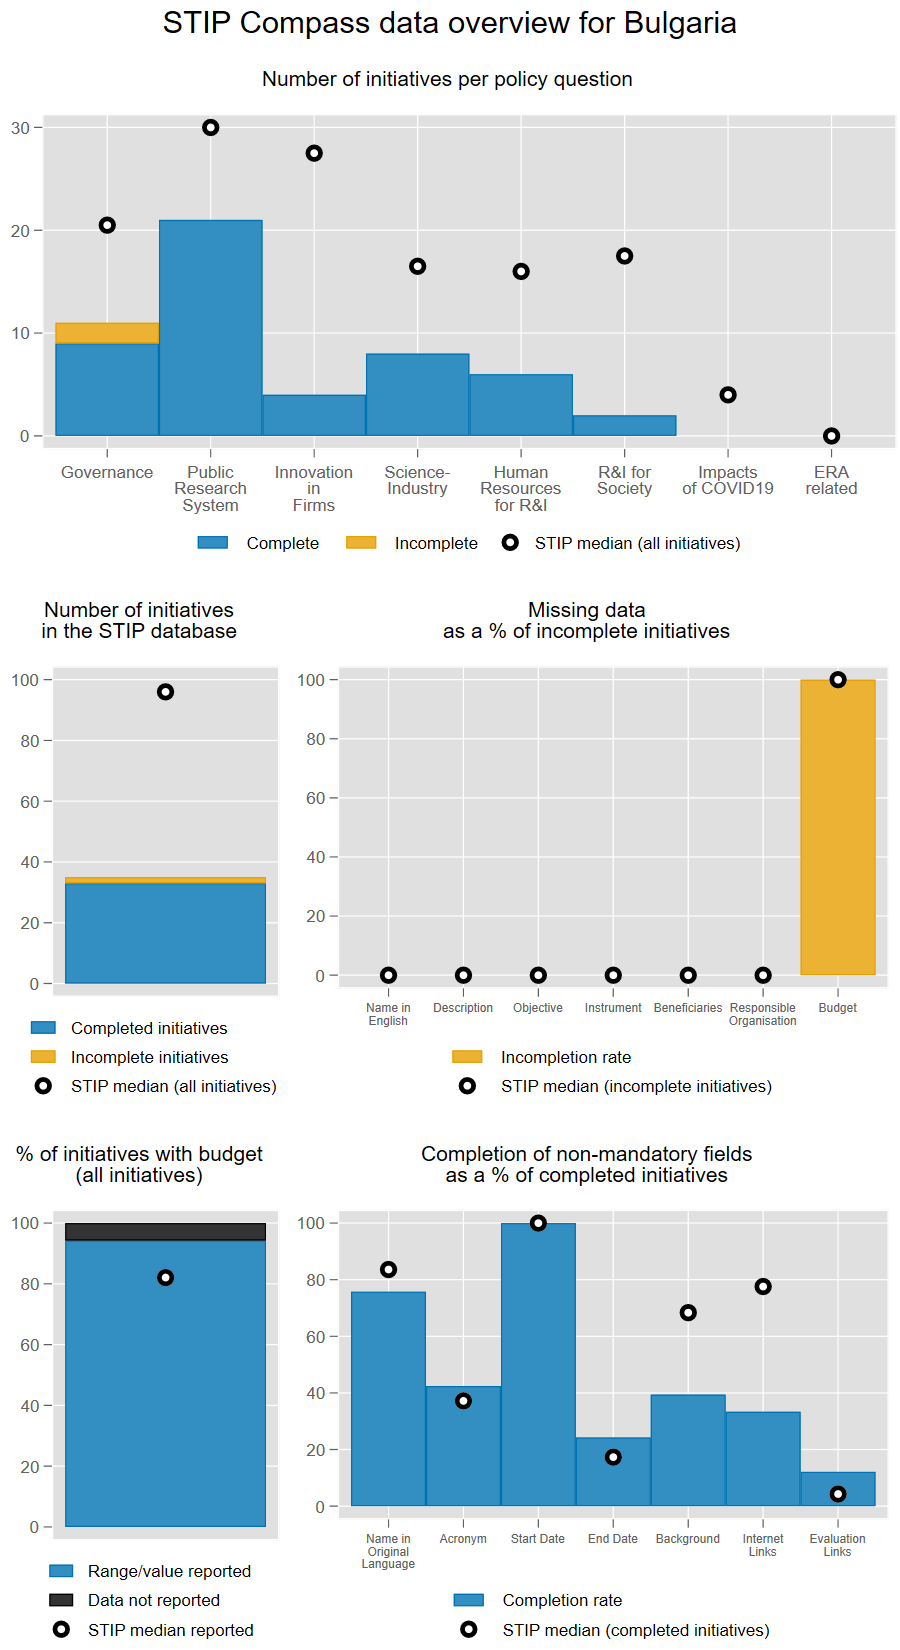 STIP Compass data overview for Bulgaria
Number of initiatives per policy question
30
20
10
0
Governance
Public
Research
System
Innovation
in
Firms
Science-
Industry
Human
Resources
for R&I
R&I for
Society
Impacts
of COVID19
ERA
related
Complete
Incomplete
STIP median (all initiatives)
Number of initiatives
in the STIP database
100
80
60
40
20
0
Completed initiatives
Incomplete initiatives
STIP median (all initiatives)
Missing data
as a % of incomplete initiatives
100
80
60
40
20
0
Name in
English
Description
Objective
Instrument
Beneficiaries
Responsible
Organisation
Budget
Incompletion rate
STIP median (incomplete initiatives)
% of initiatives with budget
(all initiatives)
100
80
60
40
20
0
Range/value reported
Data not reported
STIP median reported
Completion of non-mandatory fields
as a % of completed initiatives
100
80
60
40
20
0
Name in
Original
Language
Acronym
Start Date
End Date
Background
Internet
Links
Evaluation
Links
Completion rate
STIP median (completed initiatives)